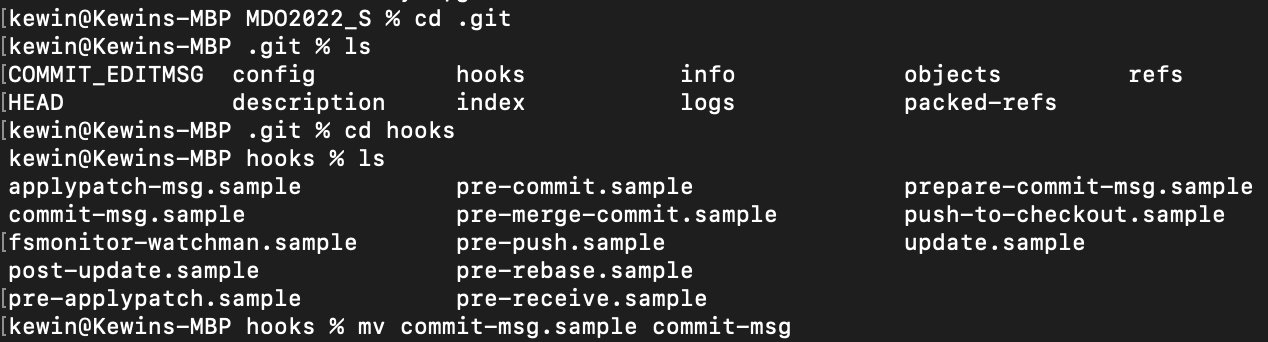 [kewin@Kewins-MBP MDO2022_S % cd .git
[kewin@Kewins-MBP .git % ls
[COMMIT_EDITMSG  config          hooks           info            objects         refs
[HEAD            description     index           logs            packed-refs
[kewin@Kewins-MBP .git % cd hooks
kewin@Kewins-MBP hooks % ls
applypatch-msg.sample           pre-commit.sample               prepare-commit-msg.sample
commit-msg.sample               pre-merge-commit.sample         push-to-checkout.sample
[fsmonitor-watchman.sample       pre-push.sample                 update.sample
post-update.sample              pre-rebase.sample
[pre-applypatch.sample           pre-receive.sample
[kewin@Kewins-MBP hooks % mv commit-msg.sample commit-msg